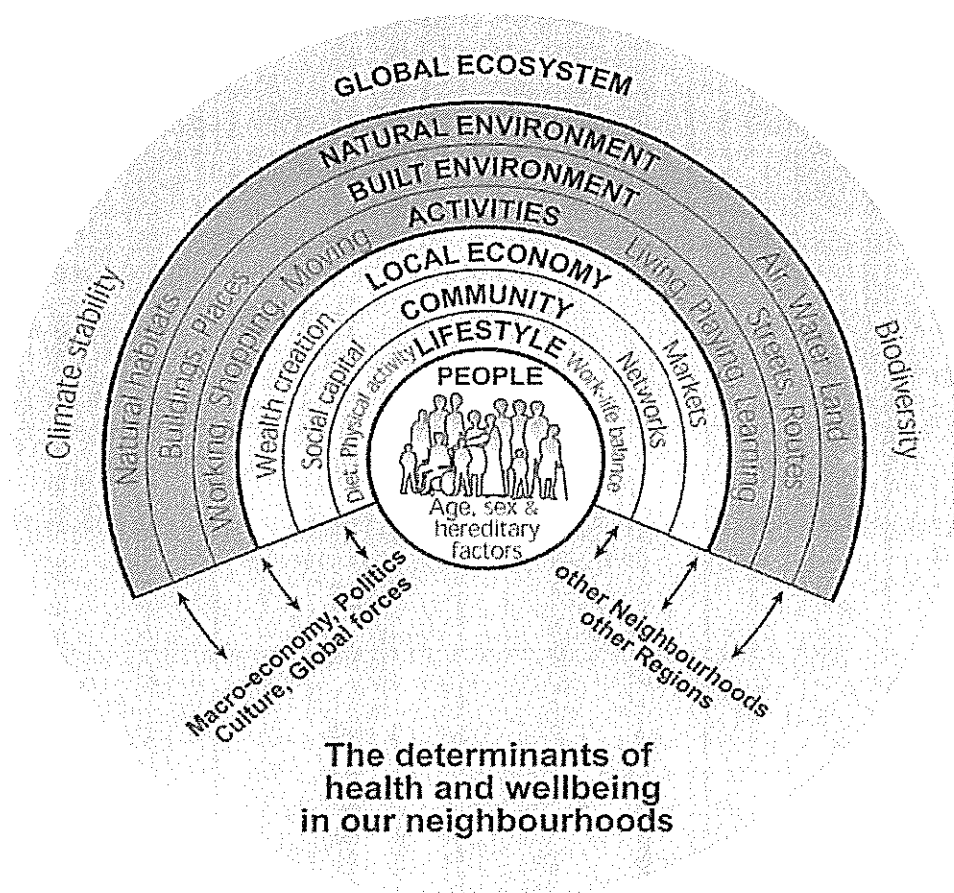 GLOBAL ECOSYSTEM
NATURAL ENVIRONMENT
BUILT ENVIRONMENT
ACTIVITIES
LOCAL ECONOMY
COMMUNITY
LIFESTYLE
PEOPLE
Age, sex &
hereditary
factors
Climate stability
Natural habitats
Buildings, Places
Working, Shopping, Moving
Wealth creation
Social capital
Diet, Physical activity
Work-life balance
Networks
Markets
Living, Playing, Learning
Streets, Routes
Air, Water, Land
Biodiversity
Macro-economy, Politics
Culture, Global forces
other Neighbourhoods
other Regions
The determinants of
health and wellbeing
in our neighbourhoods